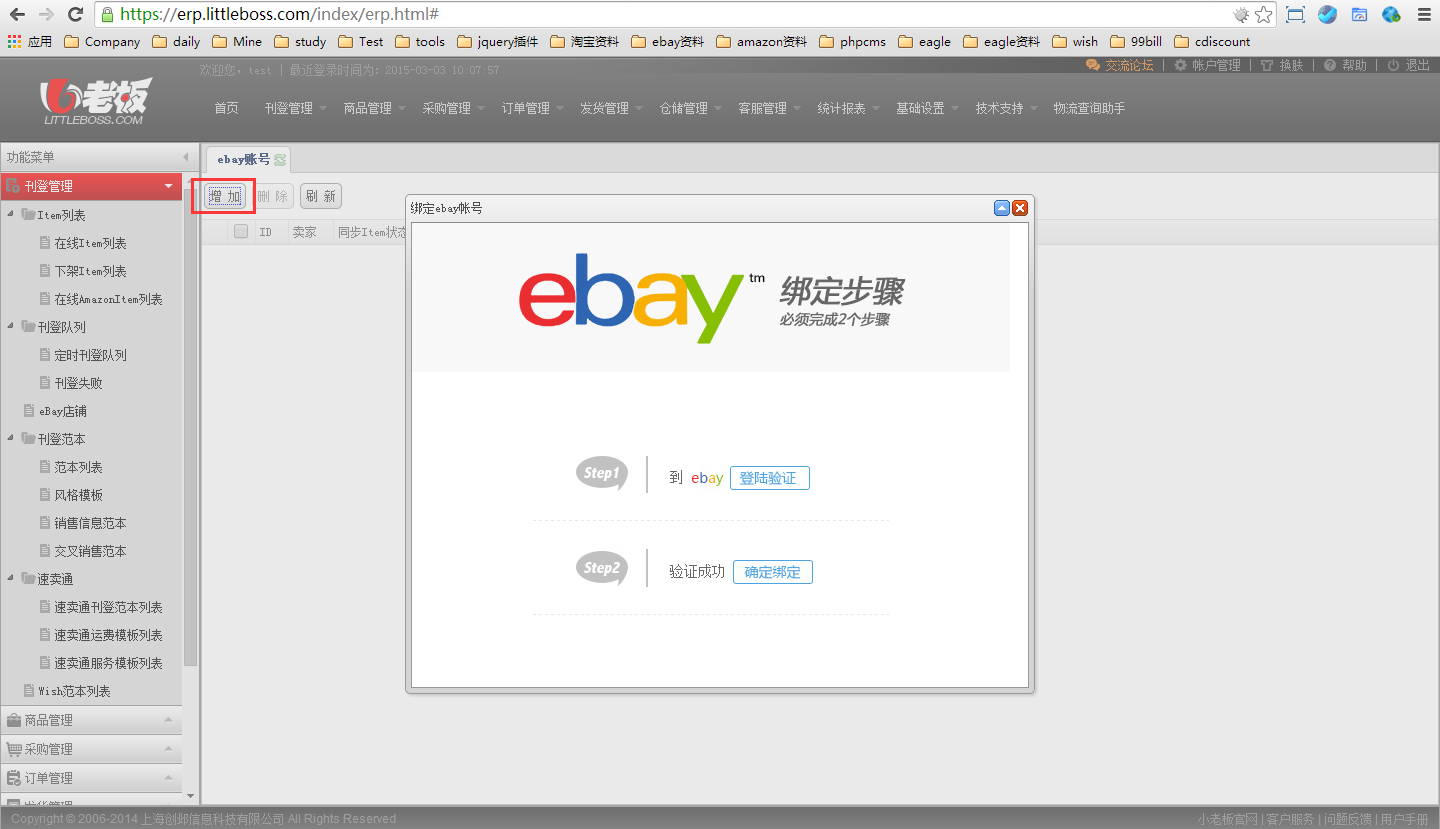 https://erp.littleboss.com/index/erp.html#
应用 Company daily Mine study Test tools jquery插件 淘宝资料 ebay资料 amazon资料 phpcms eagle eagle资料 wish 99bill cdiscount
欢迎您，test | 最近登录时间为：2015-03-03 10:07:57
交流论坛 | 帐户管理 | 换肤 | 帮助 | 退出
老板
LITTLEBOSS.COM
首页 刊登管理 商品管理 采购管理 订单管理 发货管理 仓储管理 客服管理 统计报表 基础设置 技术支持 物流查询助手
功能菜单
ebay账号
刊登管理
增 加 删 除 刷 新
ID 卖家 同步Item状态
Item列表
在线Item列表
下架Item列表
在线AmazonItem列表
刊登队列
定时刊登队列
刊登失败
eBay店铺
刊登范本
范本列表
风格模板
销售信息范本
交叉销售范本
速卖通
速卖通刊登范本列表
速卖通运费模板列表
速卖通服务模板列表
Wish范本列表
商品管理
采购管理
订单管理
发货管理
绑定ebay帐号
ebay tm 绑定步骤
必须完成2个步骤
Step1 到 ebay 登陆验证
Step2 验证成功 确定绑定
Copyright © 2006-2014 上海创邺信息科技有限公司 All Rights Reserved
小老板官网 | 客户服务 | 问题反馈 | 用户手册